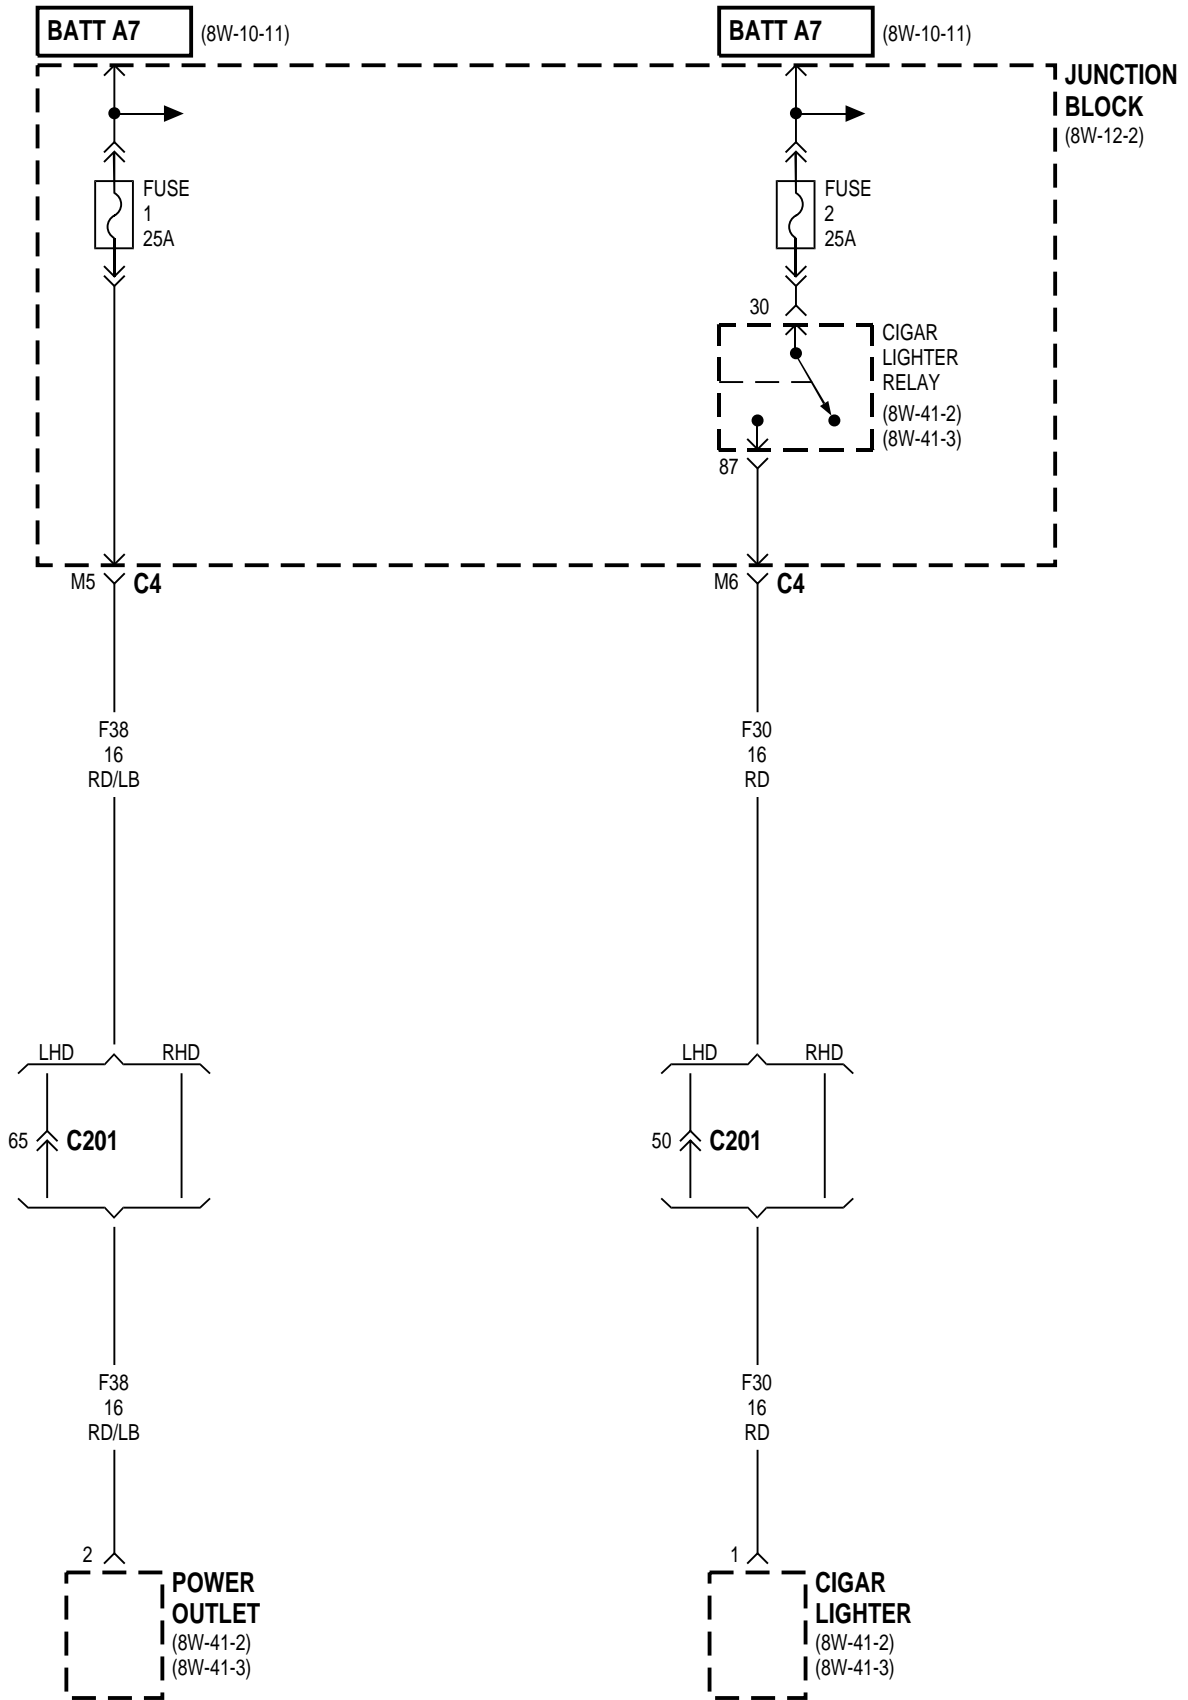 BATT A7
(8W-10-11)
BATT A7
(8W-10-11)
JUNCTION
BLOCK
(8W-12-2)
FUSE
1
25A
FUSE
2
25A
30
CIGAR
LIGHTER
RELAY
(8W-41-2)
(8W-41-3)
87
M5
C4
M6
C4
F38
16
RD/LB
F30
16
RD
LHD
RHD
LHD
RHD
65
C201
50
C201
F38
16
RD/LB
F30
16
RD
2
POWER
OUTLET
(8W-41-2)
(8W-41-3)
1
CIGAR
LIGHTER
(8W-41-2)
(8W-41-3)